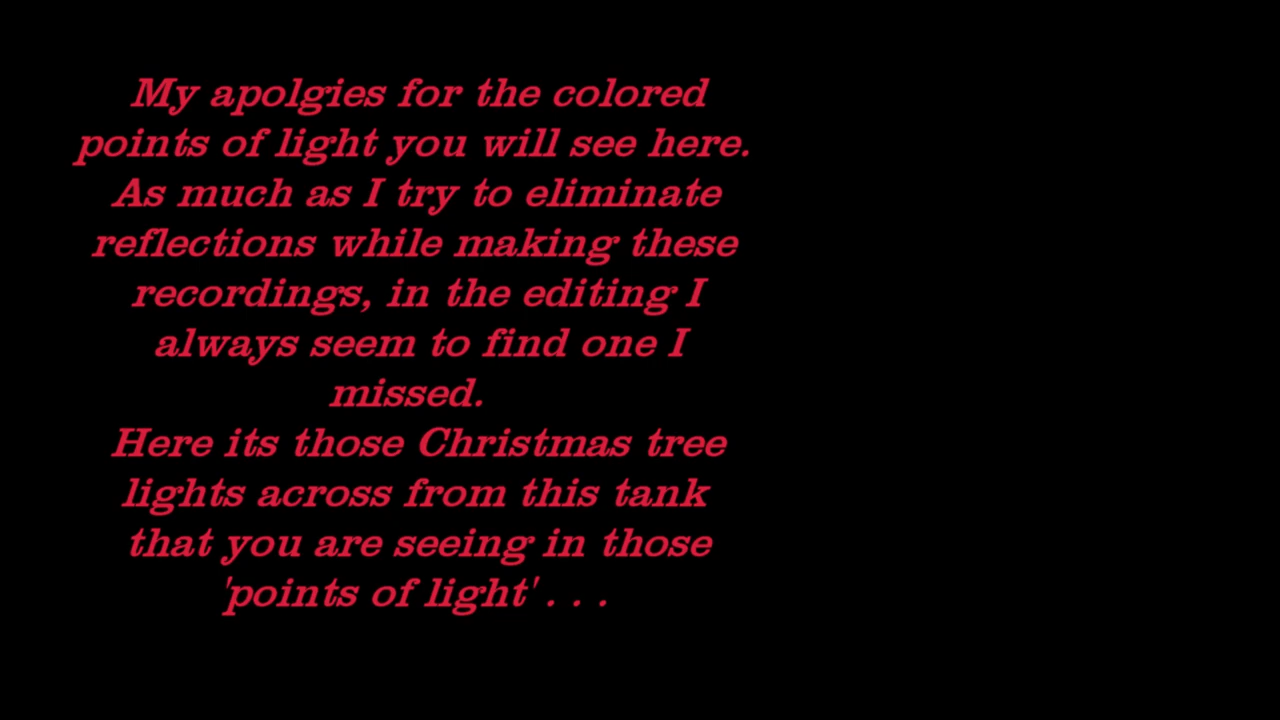 My apolgies for the colored
points of light you will see here.
As much as I try to eliminate
reflections while making these
recordings, in the editing I
always seem to find one I
missed.
Here its those Christmas tree
lights across from this tank
that you are seeing in those
'points of light' . . .